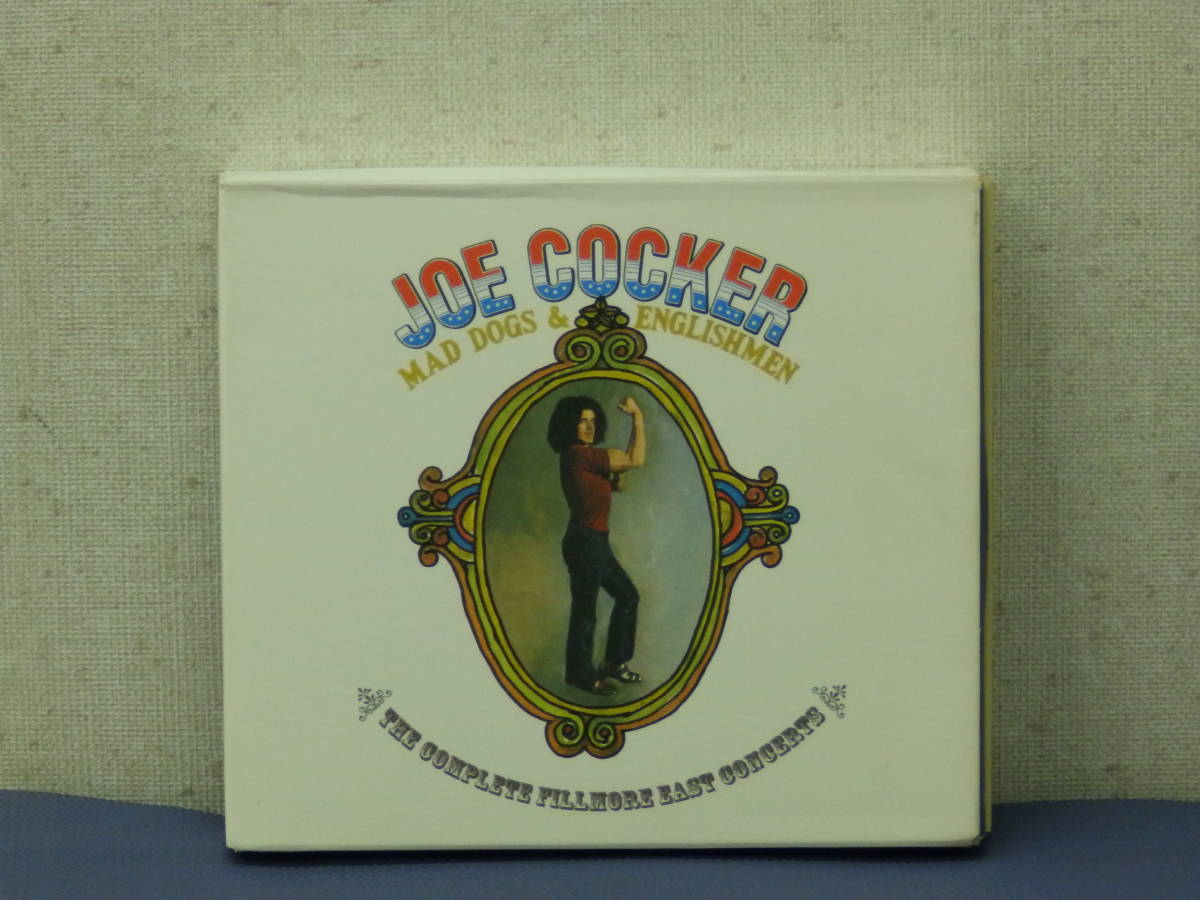 JOE COCKER
MAD DOGS & ENGLISHMEN
THE COMPLETE FILLMORE EAST CONCERTS